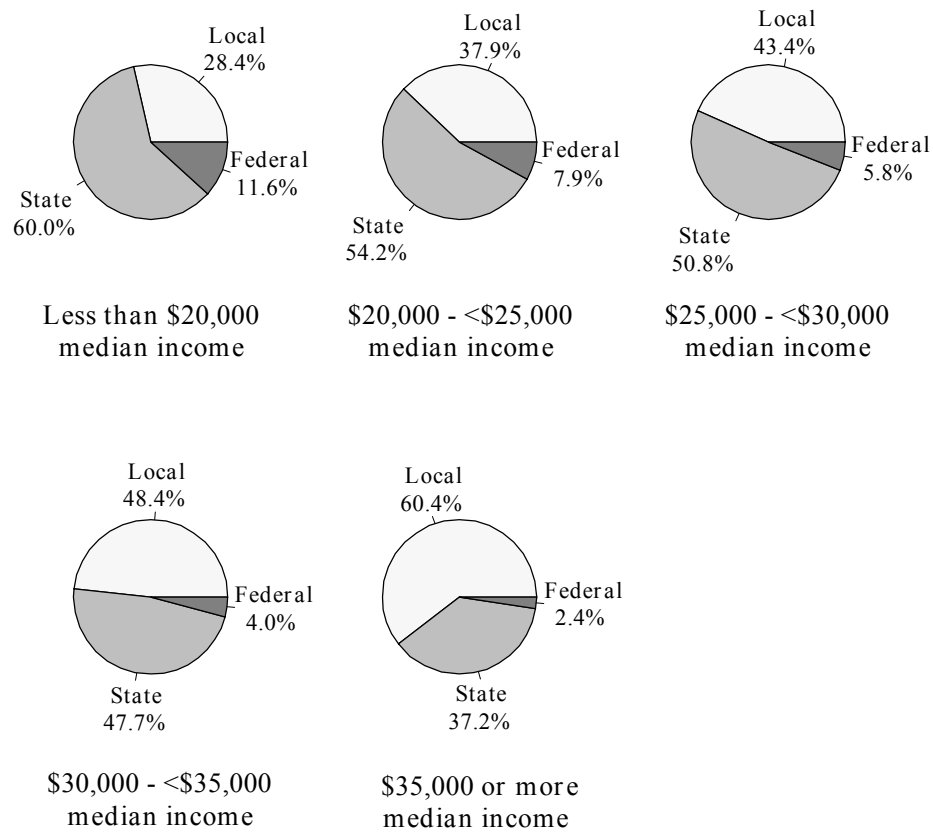 Local
28.4%
Federal
11.6%
State
60.0%
Less than $20,000
median income
Local
37.9%
Federal
7.9%
State
54.2%
$20,000 - <$25,000
median income
Local
43.4%
Federal
5.8%
State
50.8%
$25,000 - <$30,000
median income
Local
48.4%
Federal
4.0%
State
47.7%
$30,000 - <$35,000
median income
Local
60.4%
Federal
2.4%
State
37.2%
$35,000 or more
median income